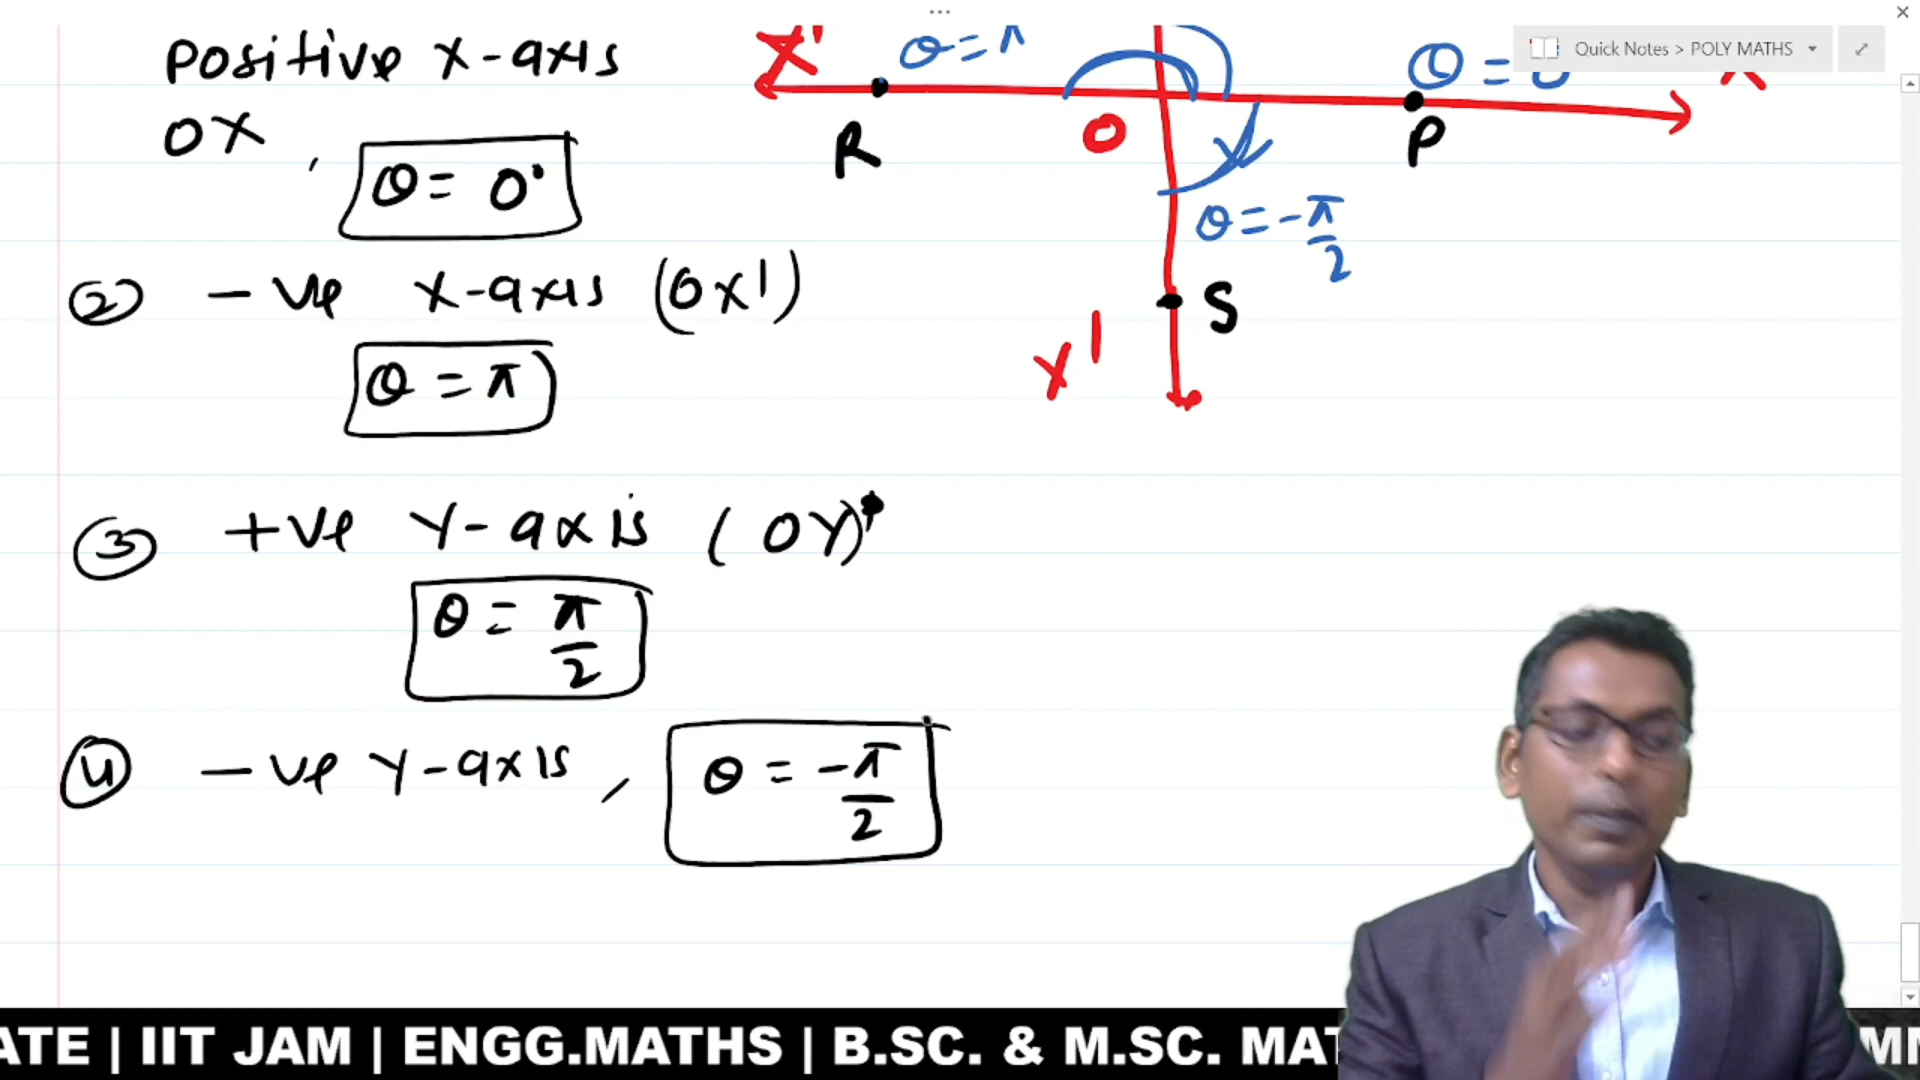 Quick Notes > POLY MATHS
positive x-axis
OX, θ = 0°
② -ve x-axis (OX')
θ = π
③ +ve Y-axis (OY)
θ = π/2
④ -ve Y-axis, θ = -π/2
X'
θ = π
θ = 0
R
O
P
θ = -π/2
S
Y'
ATE | IIT JAM | ENGG.MATHS | B.SC. & M.SC. MAT